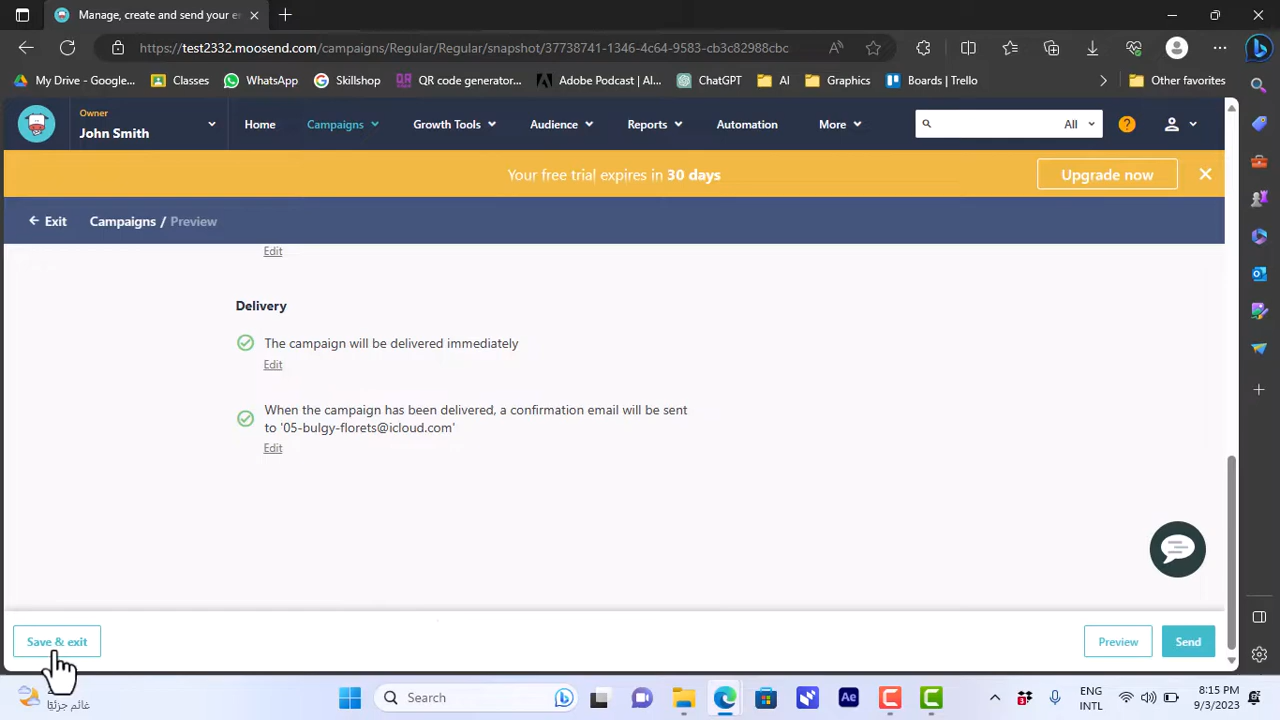 Manage, create and send your e
https://test2332.moosend.com/campaigns/Regular/Regular/snapshot/37738741-1346-4c64-9583-cb3c82988cbc
My Drive - Google...
Classes
WhatsApp
Skillshop
QR code generator...
Adobe Podcast | AI...
ChatGPT
AI
Graphics
Boards | Trello
Other favorites
Owner
John Smith
Home
Campaigns
Growth Tools
Audience
Reports
Automation
More
All
Your free trial expires in 30 days
Upgrade now
Exit
Campaigns / Preview
Edit
Delivery
The campaign will be delivered immediately
Edit
When the campaign has been delivered, a confirmation email will be sent
to '05-bulgy-florets@icloud.com'
Edit
Save & exit
Preview
Send
غائم جزئيًا
Search
Ae
ENG
INTL
8:15 PM
9/3/2023